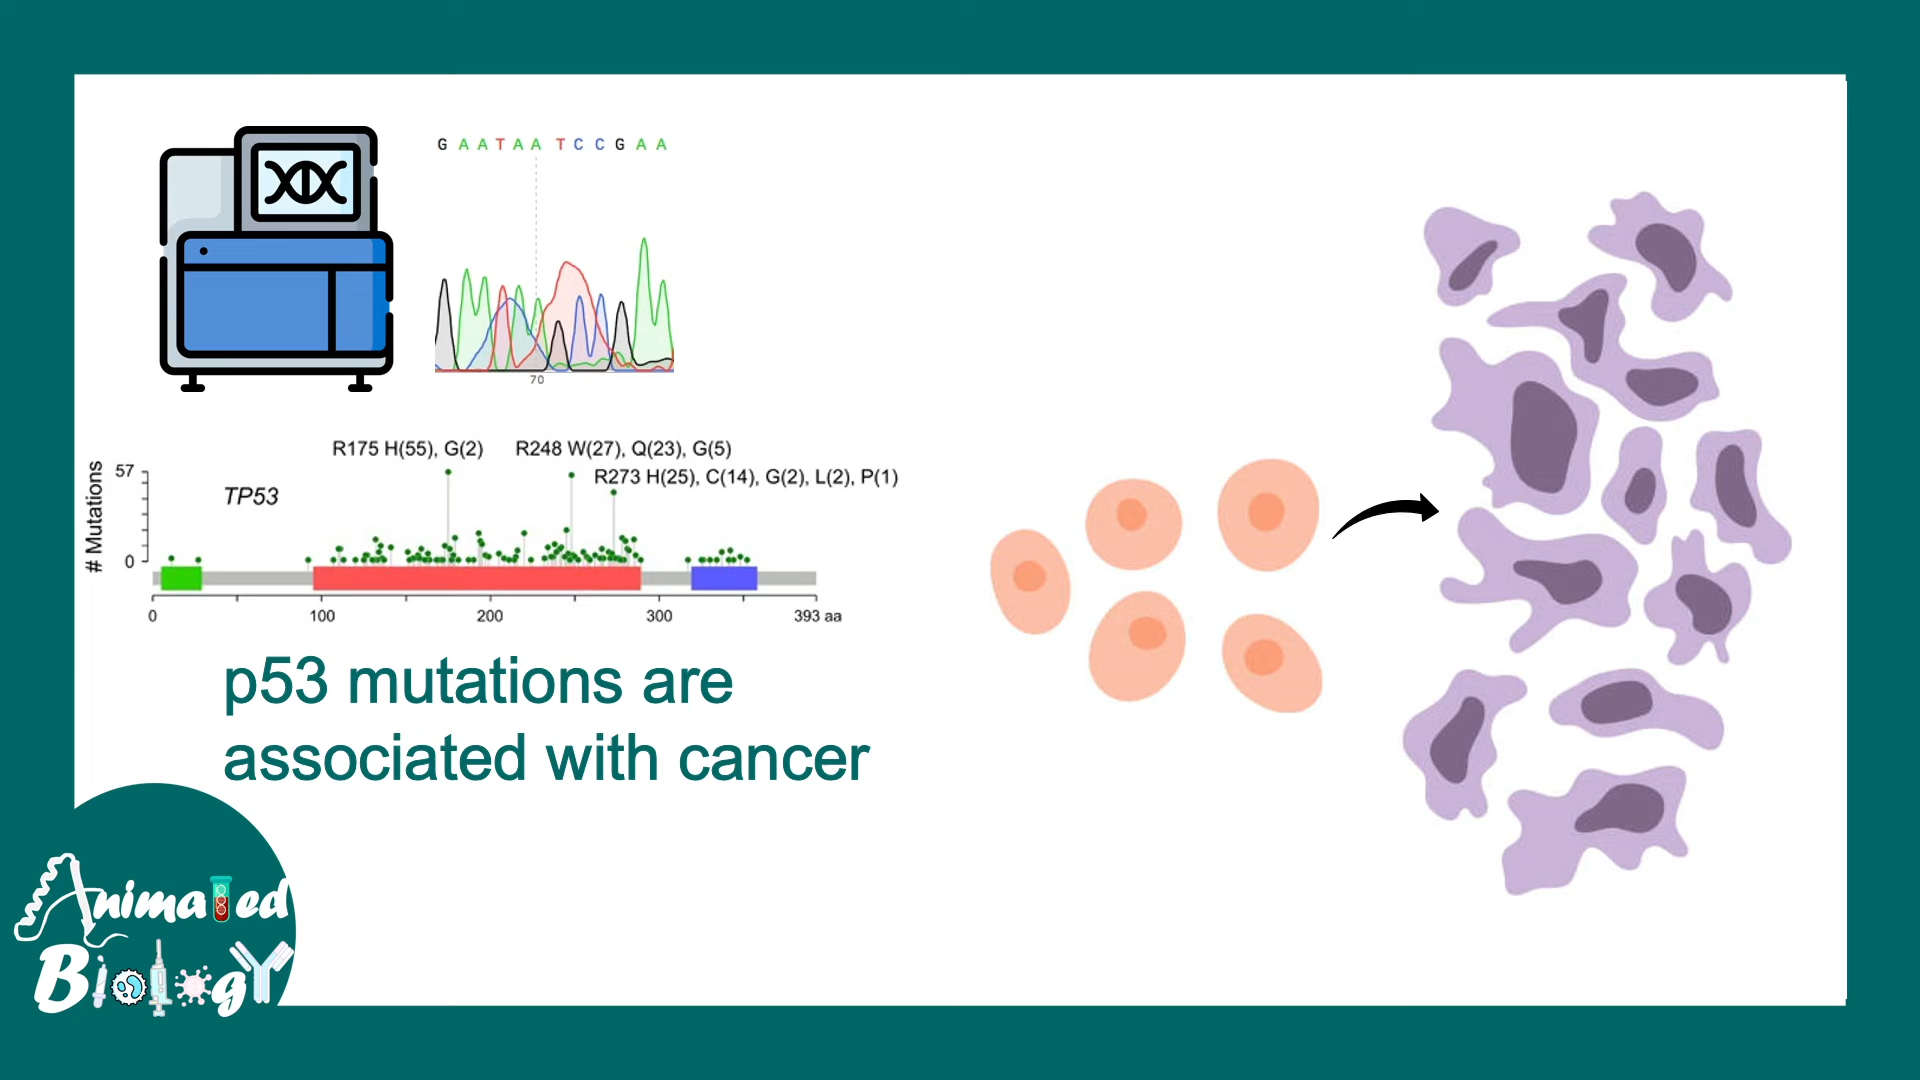 G A A T A A T C C G A A
70
R175 H(55), G(2)
R248 W(27), Q(23), G(5)
R273 H(25), C(14), G(2), L(2), P(1)
# Mutations
57
0
TP53
0 100 200 300 393 aa
p53 mutations are
associated with cancer
Animated
Biology